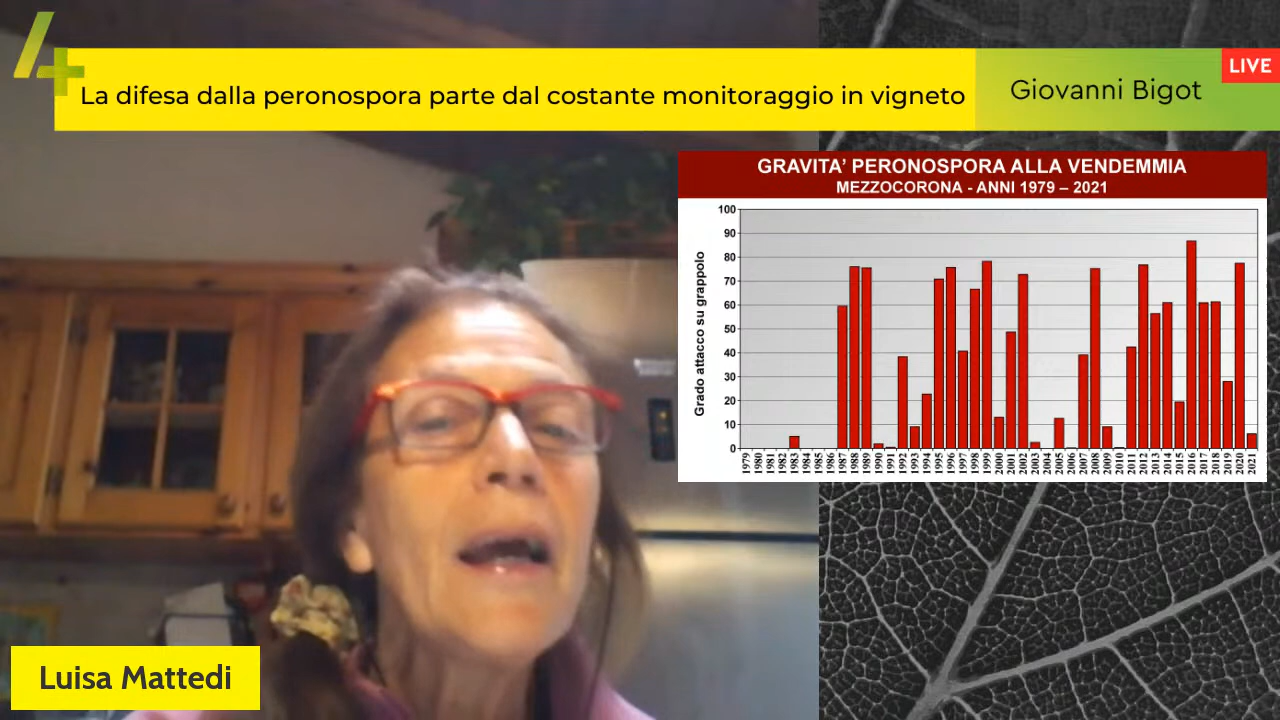 4+
La difesa dalla peronospora parte dal costante monitoraggio in vigneto
Giovanni Bigot
LIVE
GRAVITA’ PERONOSPORA ALLA VENDEMMIA
MEZZOCORONA - ANNI 1979 – 2021
Grado attacco su grappolo
100
90
80
70
60
50
40
30
20
10
0
1979 1980 1981 1982 1983 1984 1985 1986 1987 1988 1989 1990 1991 1992 1993 1994 1995 1996 1997 1998 1999 2000 2001 2002 2003 2004 2005 2006 2007 2008 2009 2010 2011 2012 2013 2014 2015 2016 2017 2018 2019 2020 2021
Luisa Mattedi